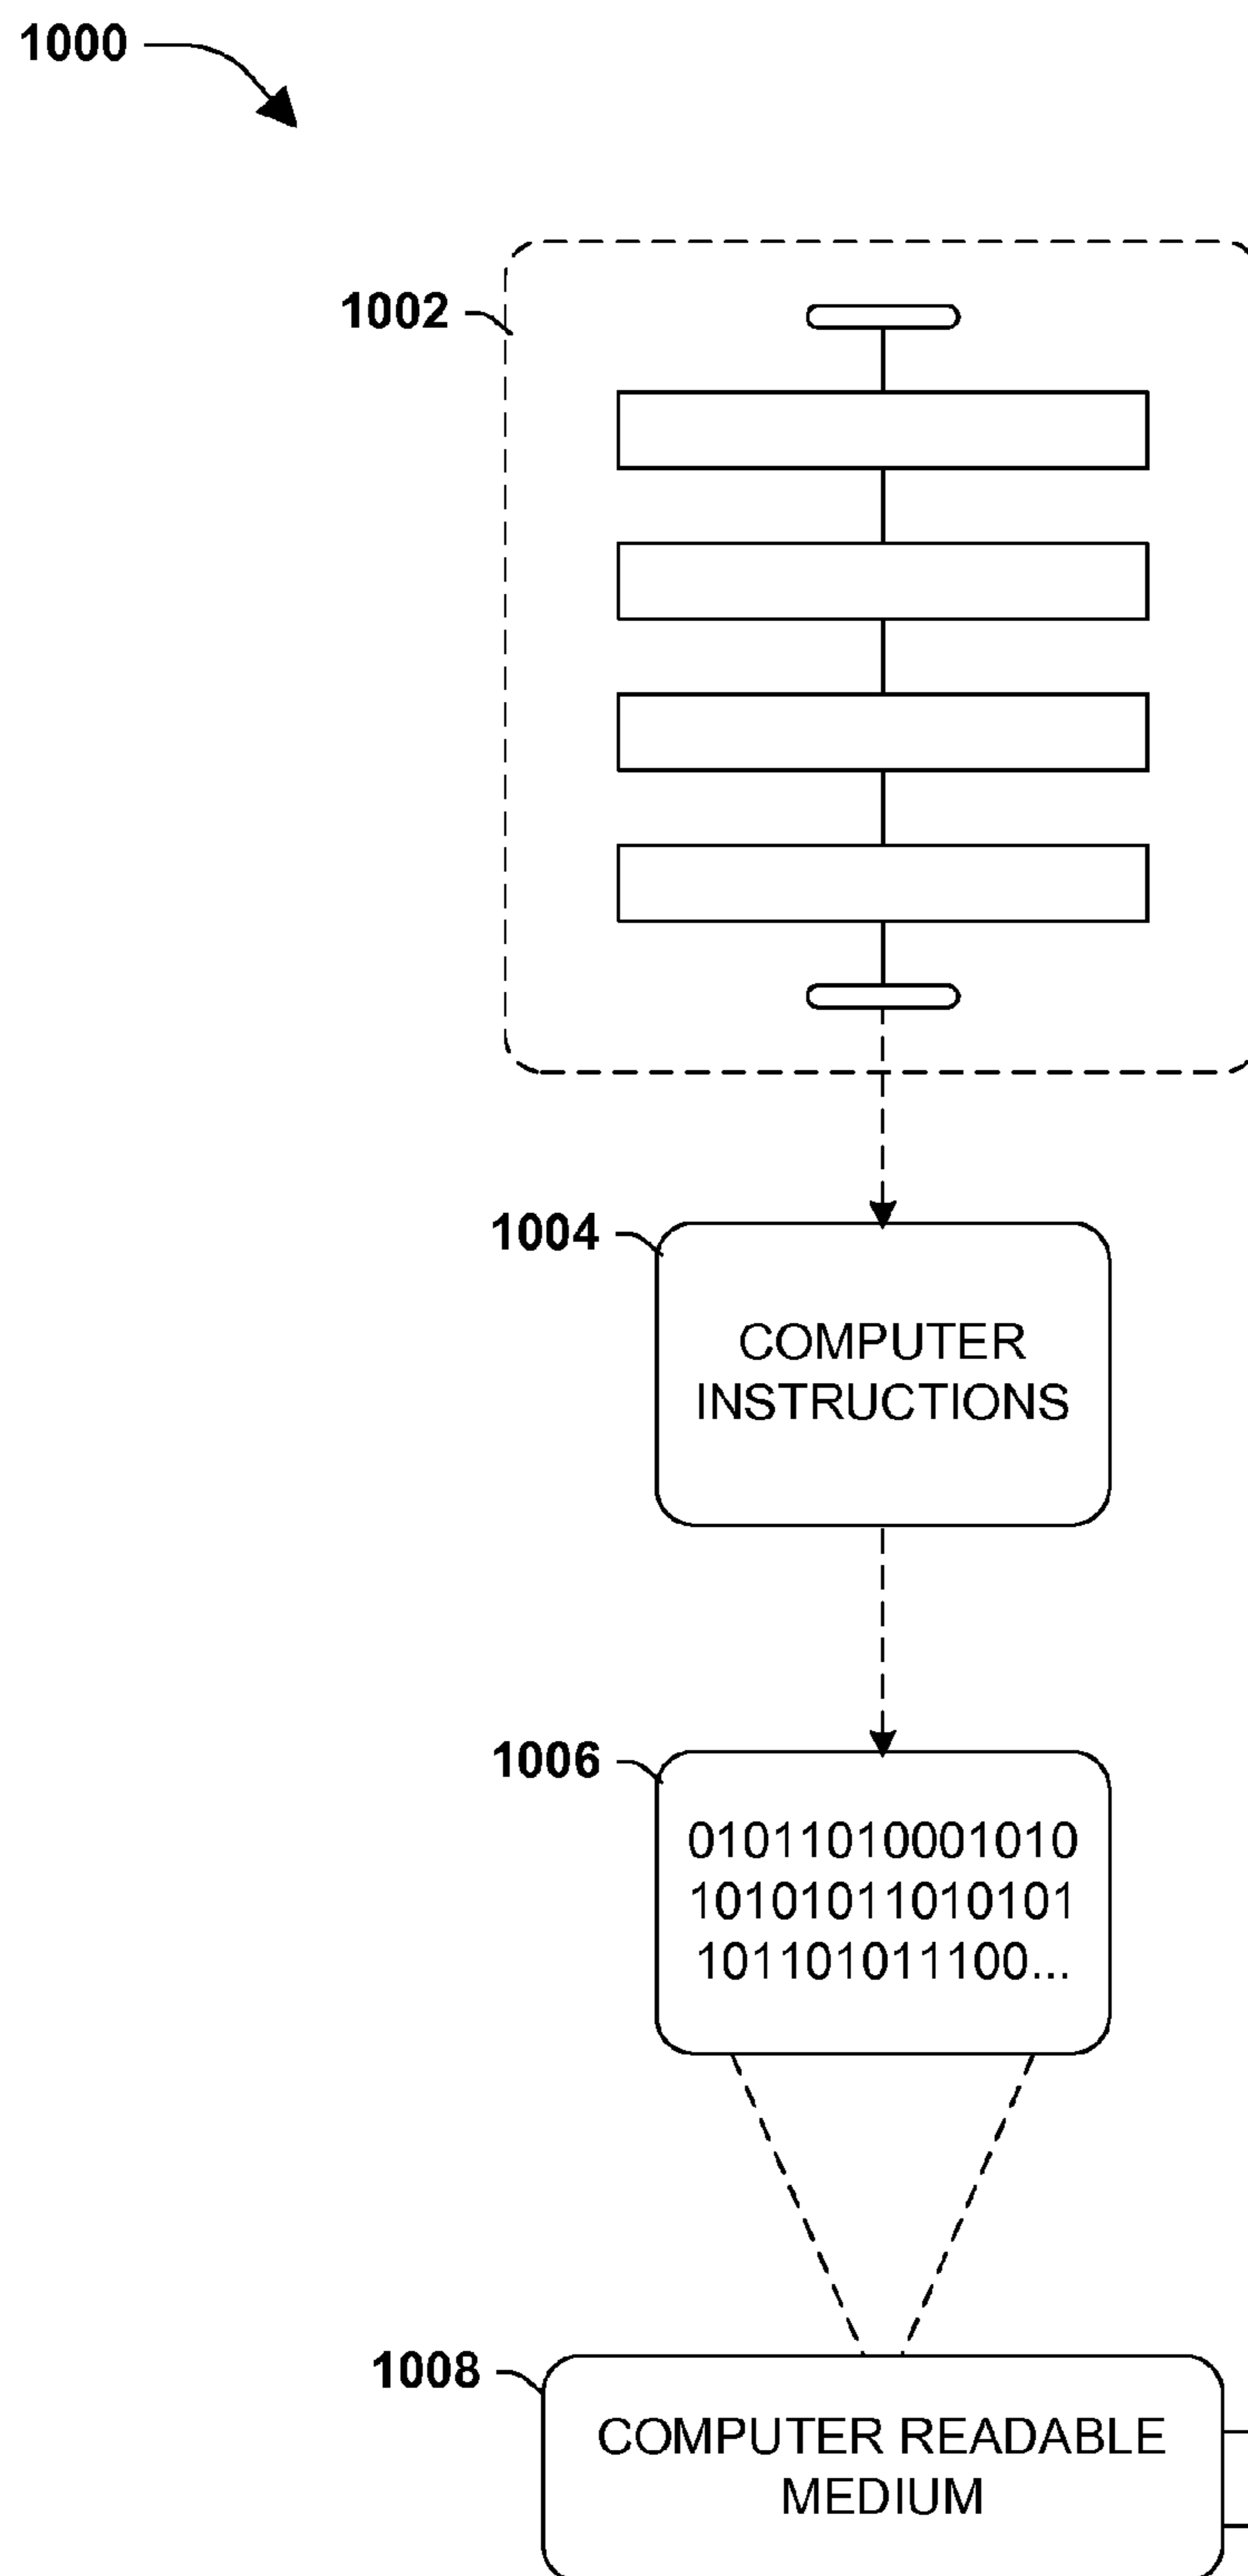 1000
1002
1004
COMPUTER
INSTRUCTIONS
1006
01011010001010
10101011010101
101101011100...
1008
COMPUTER READABLE
MEDIUM